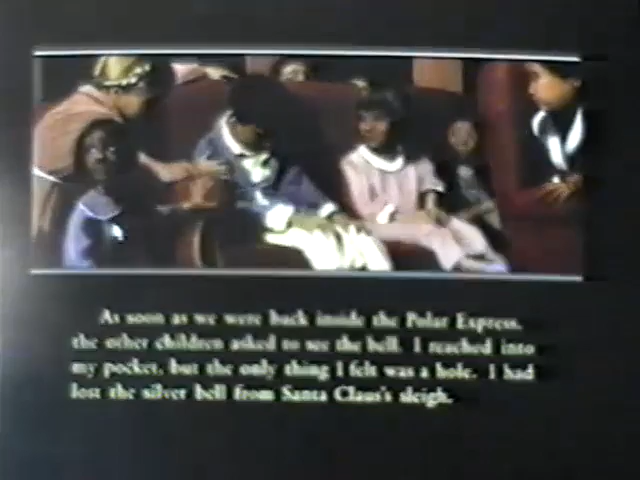 As soon as we were back inside the Polar Express,
the other children asked to see the bell. I reached into
my pocket, but the only thing I felt was a hole. I had
lost the silver bell from Santa Claus's sleigh.